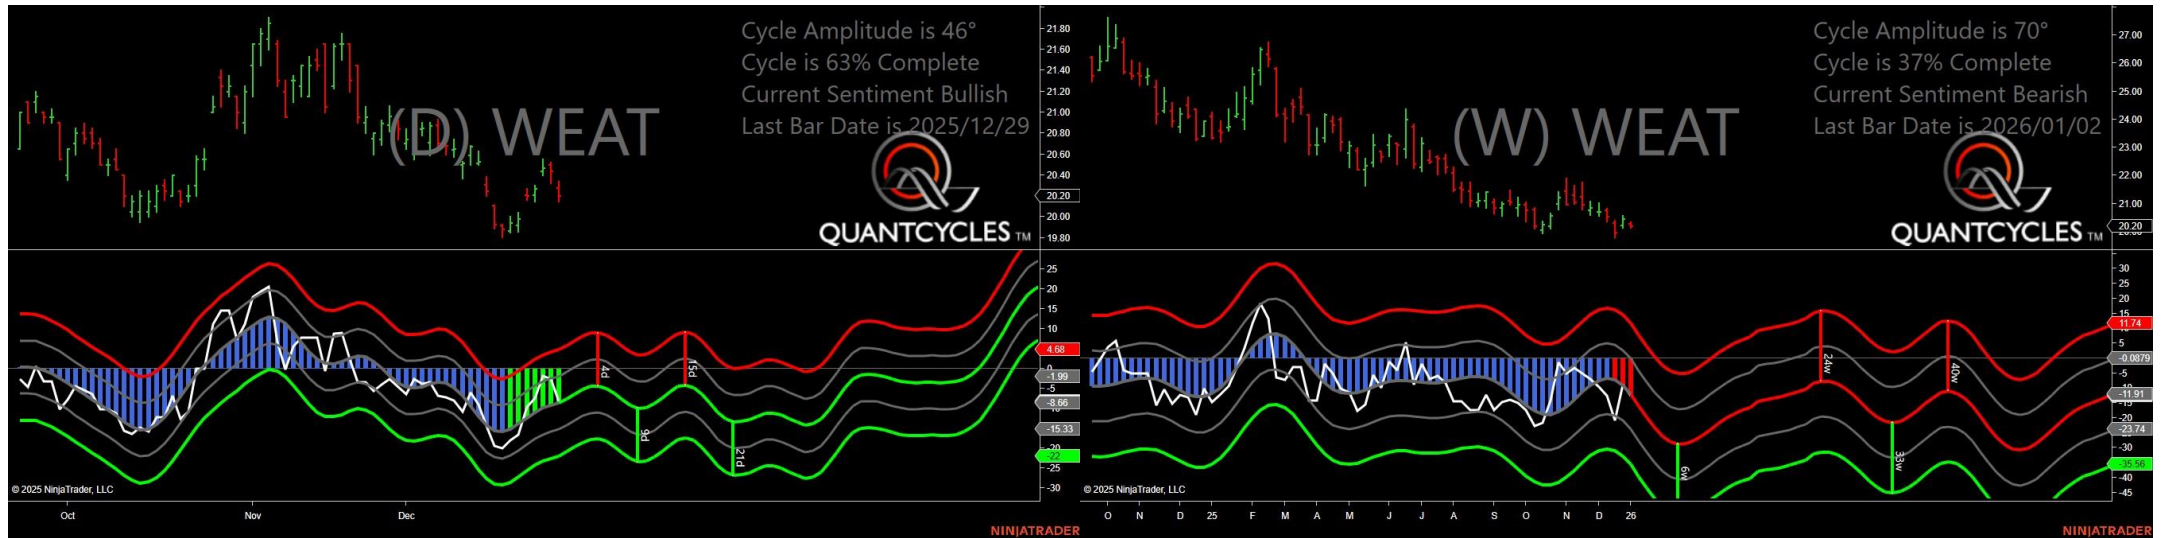 Cycle Amplitude is 46°
Cycle is 63% Complete
Current Sentiment Bullish
Last Bar Date is 2025/12/29
(D) WEAT
QUANTCYCLES TM
21.80
21.60
21.40
21.20
21.00
20.80
20.60
20.40
20.20
20.00
19.80
25
20
15
10
4.68
0
-1.99
-5
-8.66
-15.33
-20
-22
-25
-30
4d
9d
15d
21d
© 2025 NinjaTrader, LLC
Oct Nov Dec
NINJATRADER
Cycle Amplitude is 70°
Cycle is 37% Complete
Current Sentiment Bearish
Last Bar Date is 2026/01/02
(W) WEAT
QUANTCYCLES TM
27.00
26.00
25.00
24.00
23.00
22.00
21.00
20.20
30
25
20
15
11.74
5
-0.0879
-5
-11.91
-15
-20
-23.74
-30
-35.56
-40
-45
6w
24w
33w
40w
© 2025 NinjaTrader, LLC
O N D 25 F M A M J J A S O N D 26
NINJATRADER